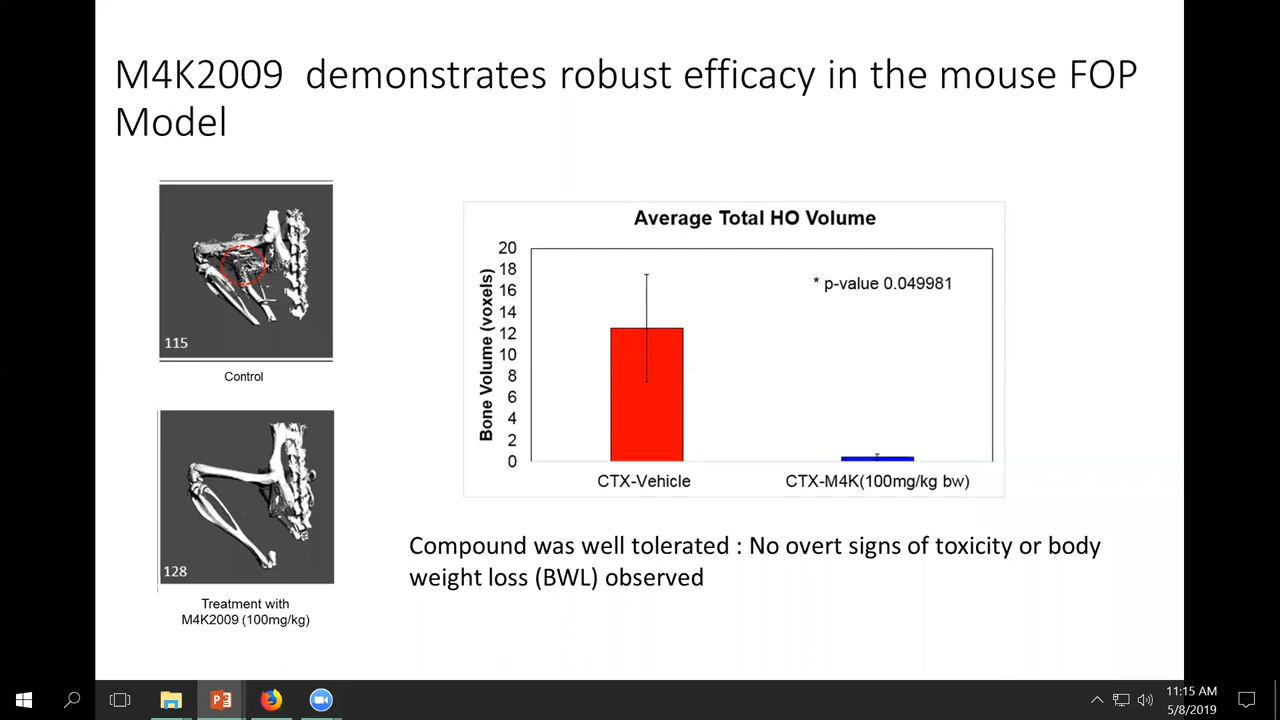 M4K2009 demonstrates robust efficacy in the mouse FOP
Model
115
Control
128
Treatment with
M4K2009 (100mg/kg)
Average Total HO Volume
Bone Volume (voxels)
20
18
16
14
12
10
8
6
4
2
0
* p-value 0.049981
CTX-Vehicle
CTX-M4K(100mg/kg bw)
Compound was well tolerated : No overt signs of toxicity or body
weight loss (BWL) observed
11:15 AM
5/8/2019